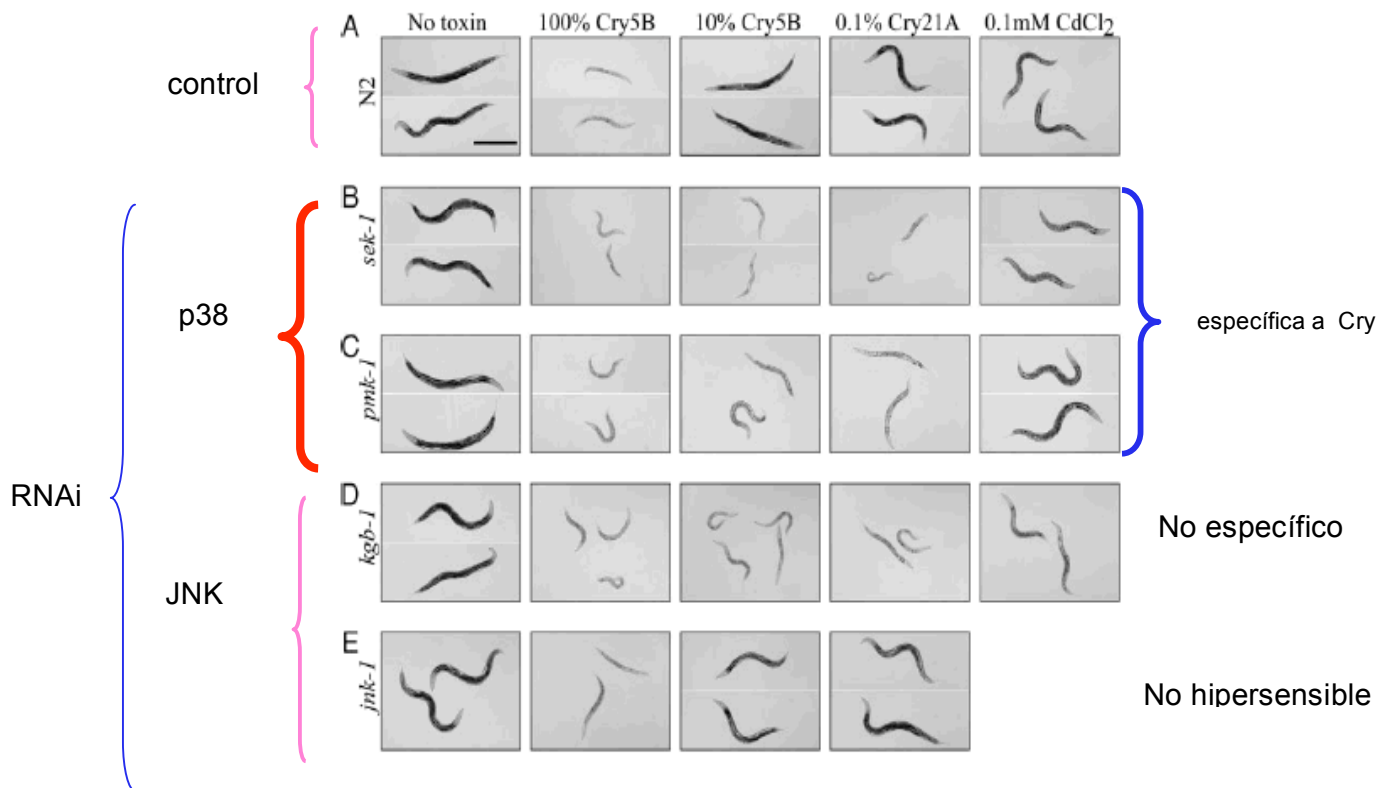 A No toxin 100% Cry5B 10% Cry5B 0.1% Cry21A 0.1mM CdCl2
control
N2
B
sek-1
p38
específica a Cry
C
pmk-1
RNAi
D
kgb-1
No específico
JNK
E
jnk-1
No hipersensible